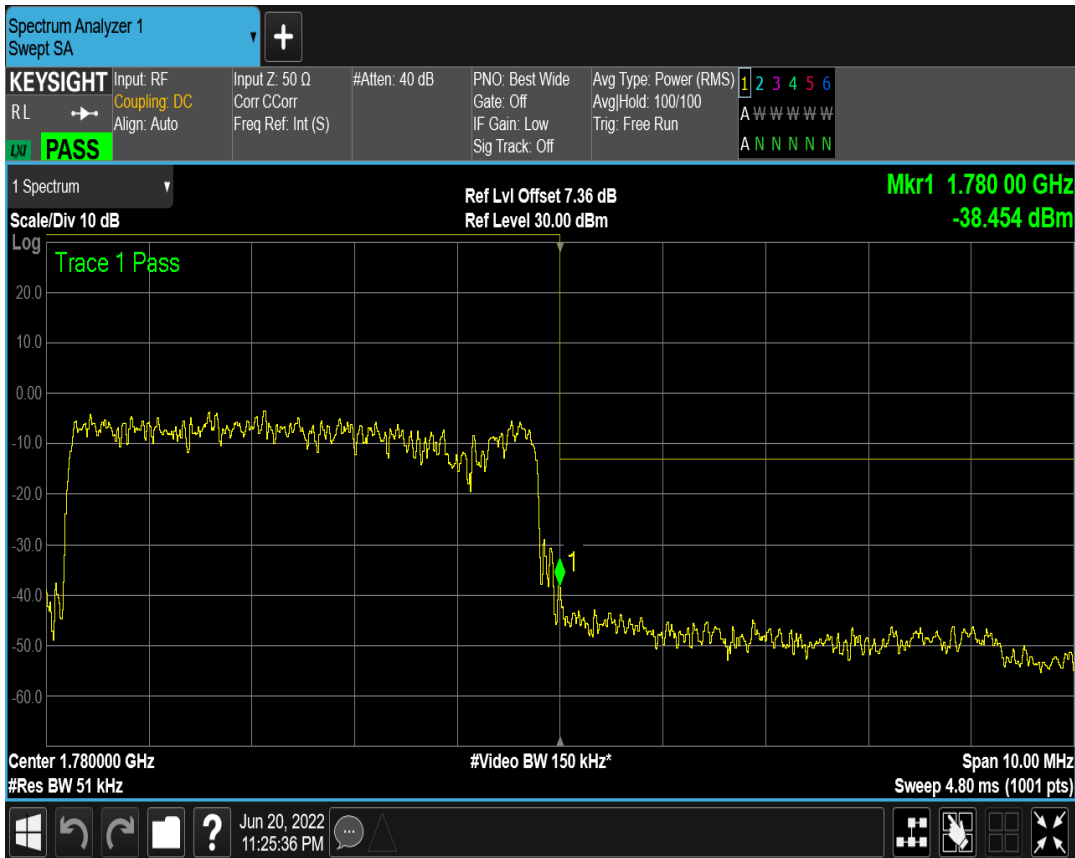 Spectrum Analyzer 1
Swept SA
+
KEYSIGHT
R L
LXI PASS
Input: RF
Coupling: DC
Align: Auto
Input Z: 50 Ω
Corr CCorr
Freq Ref: Int (S)
#Atten: 40 dB
PNO: Best Wide
Gate: Off
IF Gain: Low
Sig Track: Off
Avg Type: Power (RMS)
Avg|Hold: 100/100
Trig: Free Run
1 2 3 4 5 6
A W W W W W
A N N N N N
1 Spectrum
Scale/Div 10 dB
Ref Lvl Offset 7.36 dB
Ref Level 30.00 dBm
Mkr1 1.780 00 GHz
-38.454 dBm
Log
Trace 1 Pass
20.0
10.0
0.00
-10.0
-20.0
-30.0
-40.0
-50.0
-60.0
1
Center 1.780000 GHz
#Res BW 51 kHz
#Video BW 150 kHz*
Span 10.00 MHz
Sweep 4.80 ms (1001 pts)
?
Jun 20, 2022
11:25:36 PM